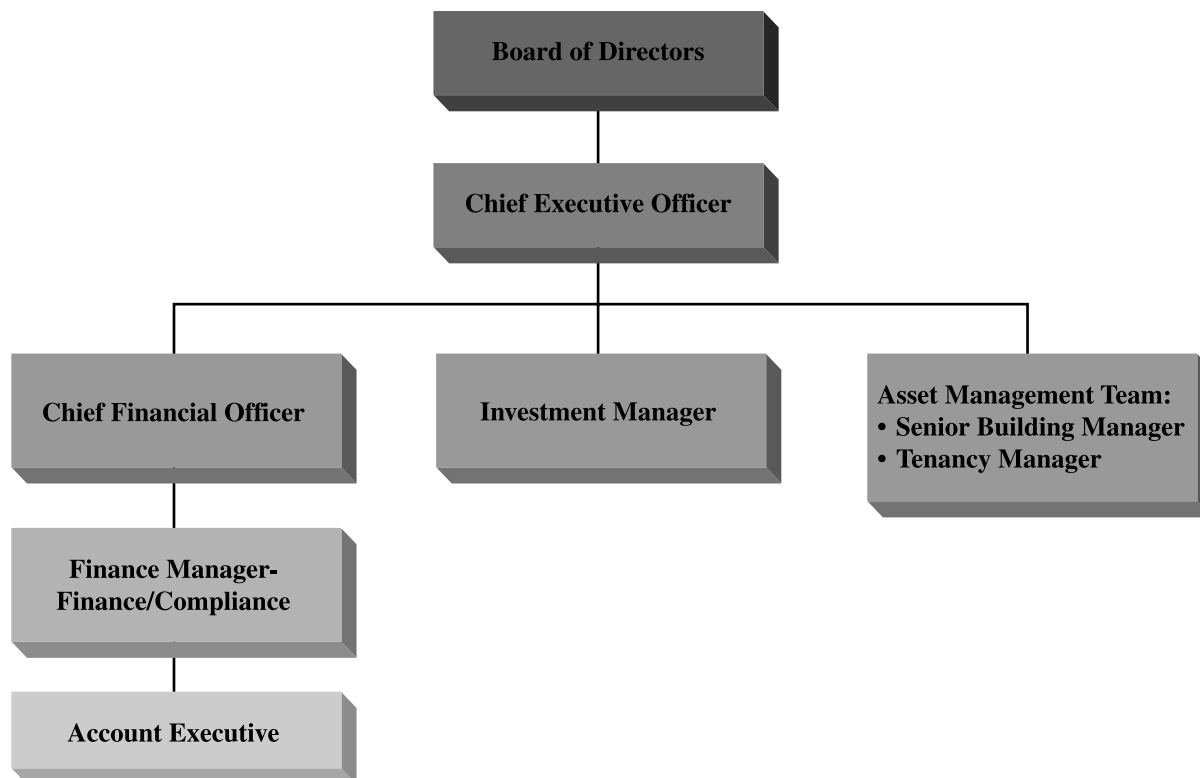 Board of Directors
Chief Executive Officer
Chief Financial Officer
Investment Manager
Asset Management Team:
• Senior Building Manager
• Tenancy Manager
Finance Manager-
Finance/Compliance
Account Executive